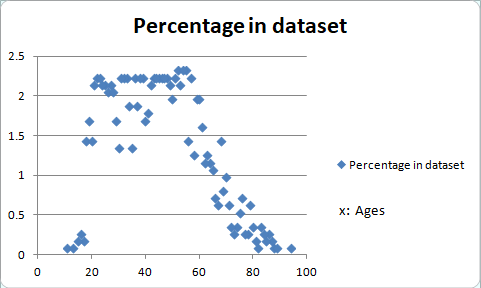 Percentage in dataset
2.5
2
1.5
1
0.5
0
0 20 40 60 80 100
Percentage in dataset
x: Ages